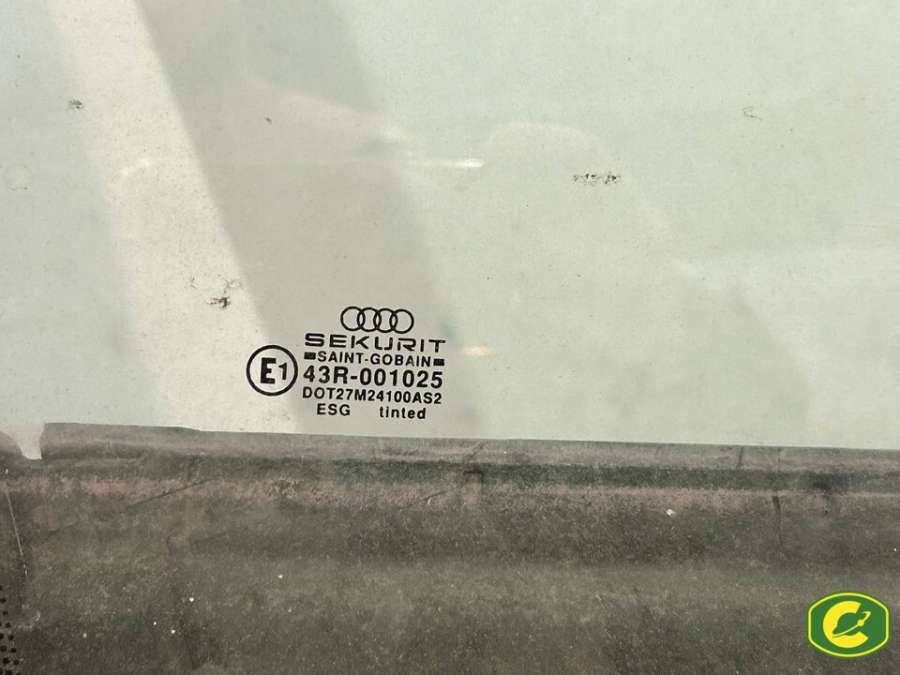 SEKURIT
SAINT-GOBAIN
E1 43R-001025
DOT27M24100AS2
ESG tinted